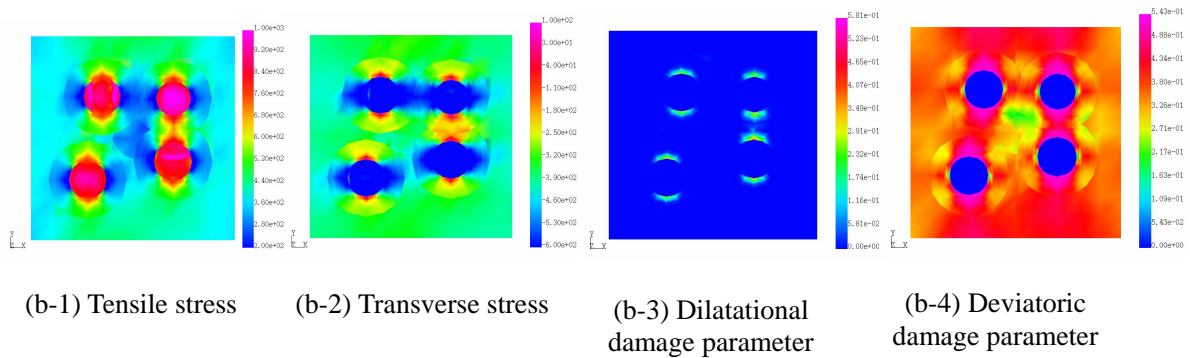 1.00e+03
9.20e+02
8.40e+02
7.60e+02
6.80e+02
6.00e+02
5.20e+02
4.40e+02
3.60e+02
2.80e+02
2.00e+02
Y
Z X
(b-1) Tensile stress
1.00e+02
3.00e+01
-4.00e+01
-1.10e+02
-1.80e+02
-2.50e+02
-3.20e+02
-3.90e+02
-4.60e+02
-5.30e+02
-6.00e+02
Y
Z X
(b-2) Transverse stress
5.81e-01
5.23e-01
4.65e-01
4.07e-01
3.49e-01
2.91e-01
2.32e-01
1.74e-01
1.16e-01
5.81e-02
0.00e+00
Y
Z X
(b-3) Dilatational
damage parameter
5.43e-01
4.88e-01
4.34e-01
3.80e-01
3.26e-01
2.71e-01
2.17e-01
1.63e-01
1.09e-01
5.43e-02
0.00e+00
Y
Z X
(b-4) Deviatoric
damage parameter